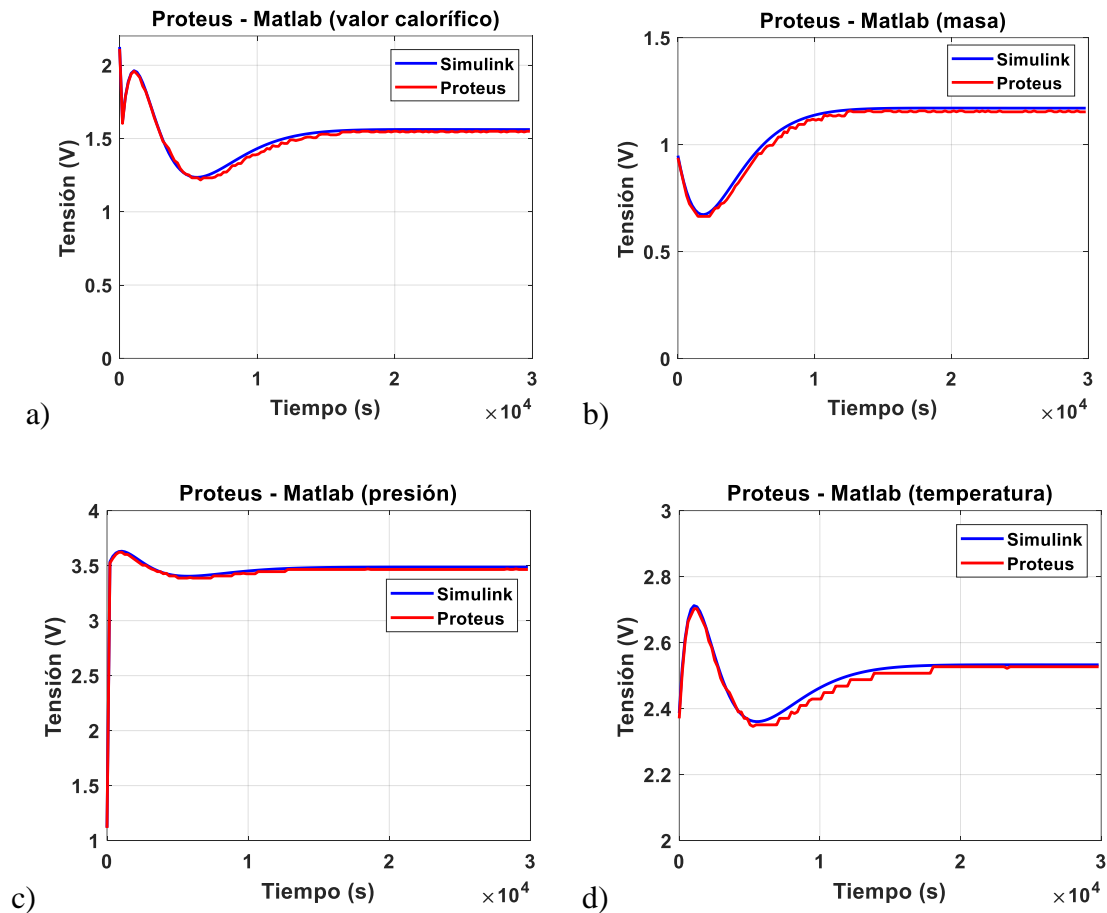 Proteus - Matlab (valor calorífico)
Tensión (V)
2
1.5
1
0.5
0
Simulink
Proteus
0 1 2 3
Tiempo (s)
×10^4
a)
Proteus - Matlab (masa)
Tensión (V)
1.5
1
0.5
0
Simulink
Proteus
0 1 2 3
Tiempo (s)
×10^4
b)
Proteus - Matlab (presión)
Tensión (V)
4
3.5
3
2.5
2
1.5
1
Simulink
Proteus
0 1 2 3
Tiempo (s)
×10^4
c)
Proteus - Matlab (temperatura)
Tensión (V)
3
2.8
2.6
2.4
2.2
2
Simulink
Proteus
0 1 2 3
Tiempo (s)
×10^4
d)